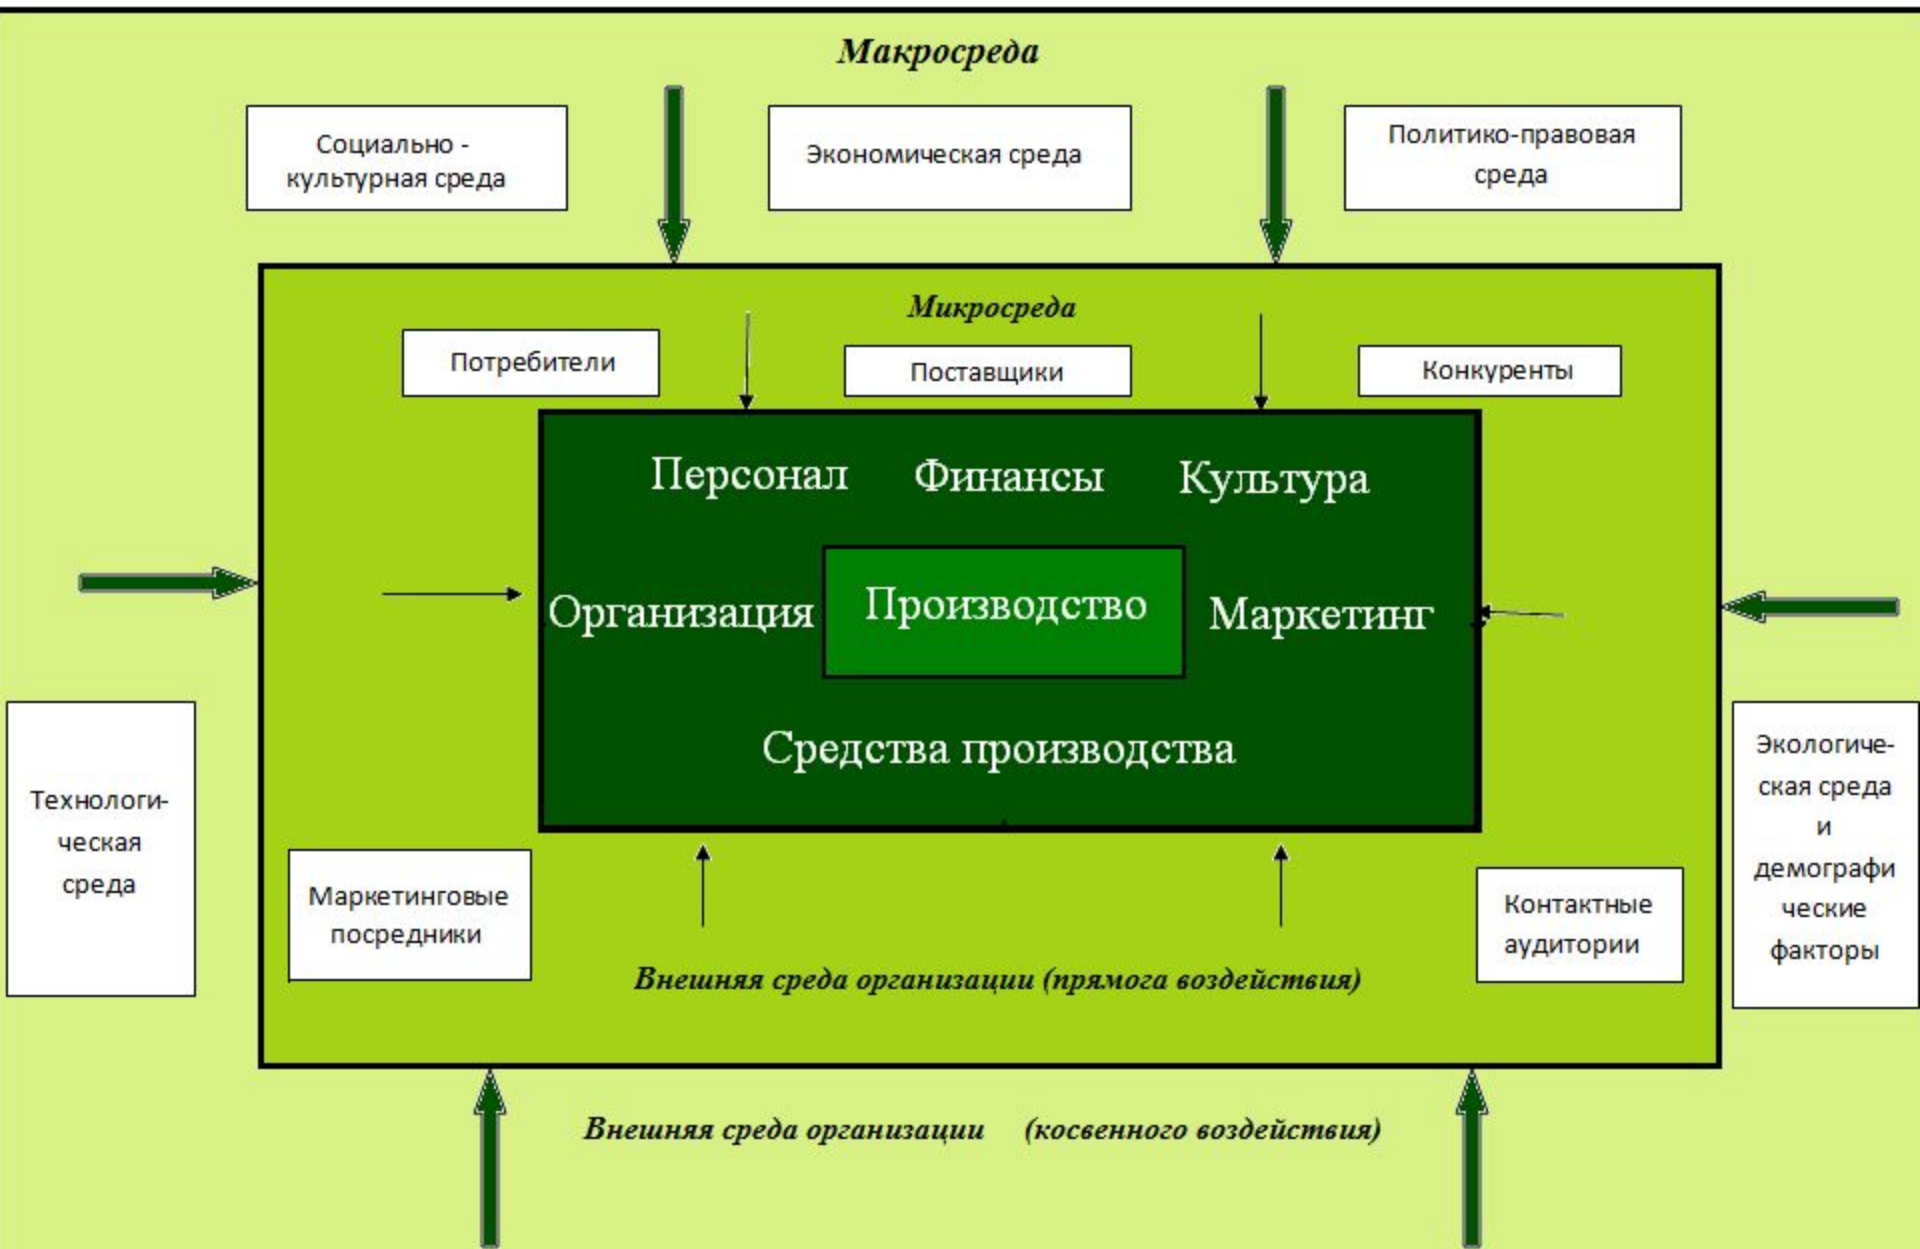 Макросреда
Социально -
культурная среда
Экономическая среда
Политико-правовая
среда
Микросреда
Потребители
Поставщики
Конкуренты
Персонал
Финансы
Культура
Организация
Производство
Маркетинг
Средства производства
Технологи-
ческая
среда
Экологиче-
ская среда
и
демографи
ческие
факторы
Маркетинговые
посредники
Контактные
аудитории
Внешняя среда организации (прямога воздействия)
Внешняя среда организации (косвенного воздействия)